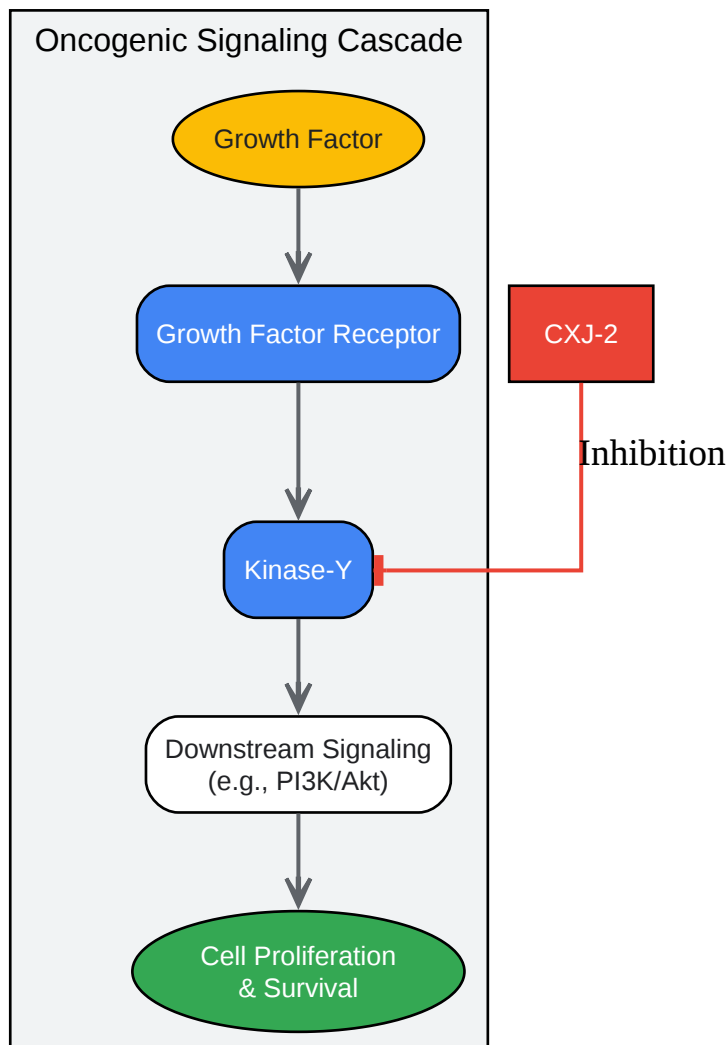 Oncogenic Signaling Cascade
Growth Factor
Growth Factor Receptor
CXJ-2
Inhibition
Kinase-Y
Downstream Signaling
(e.g., PI3K/Akt)
Cell Proliferation
& Survival